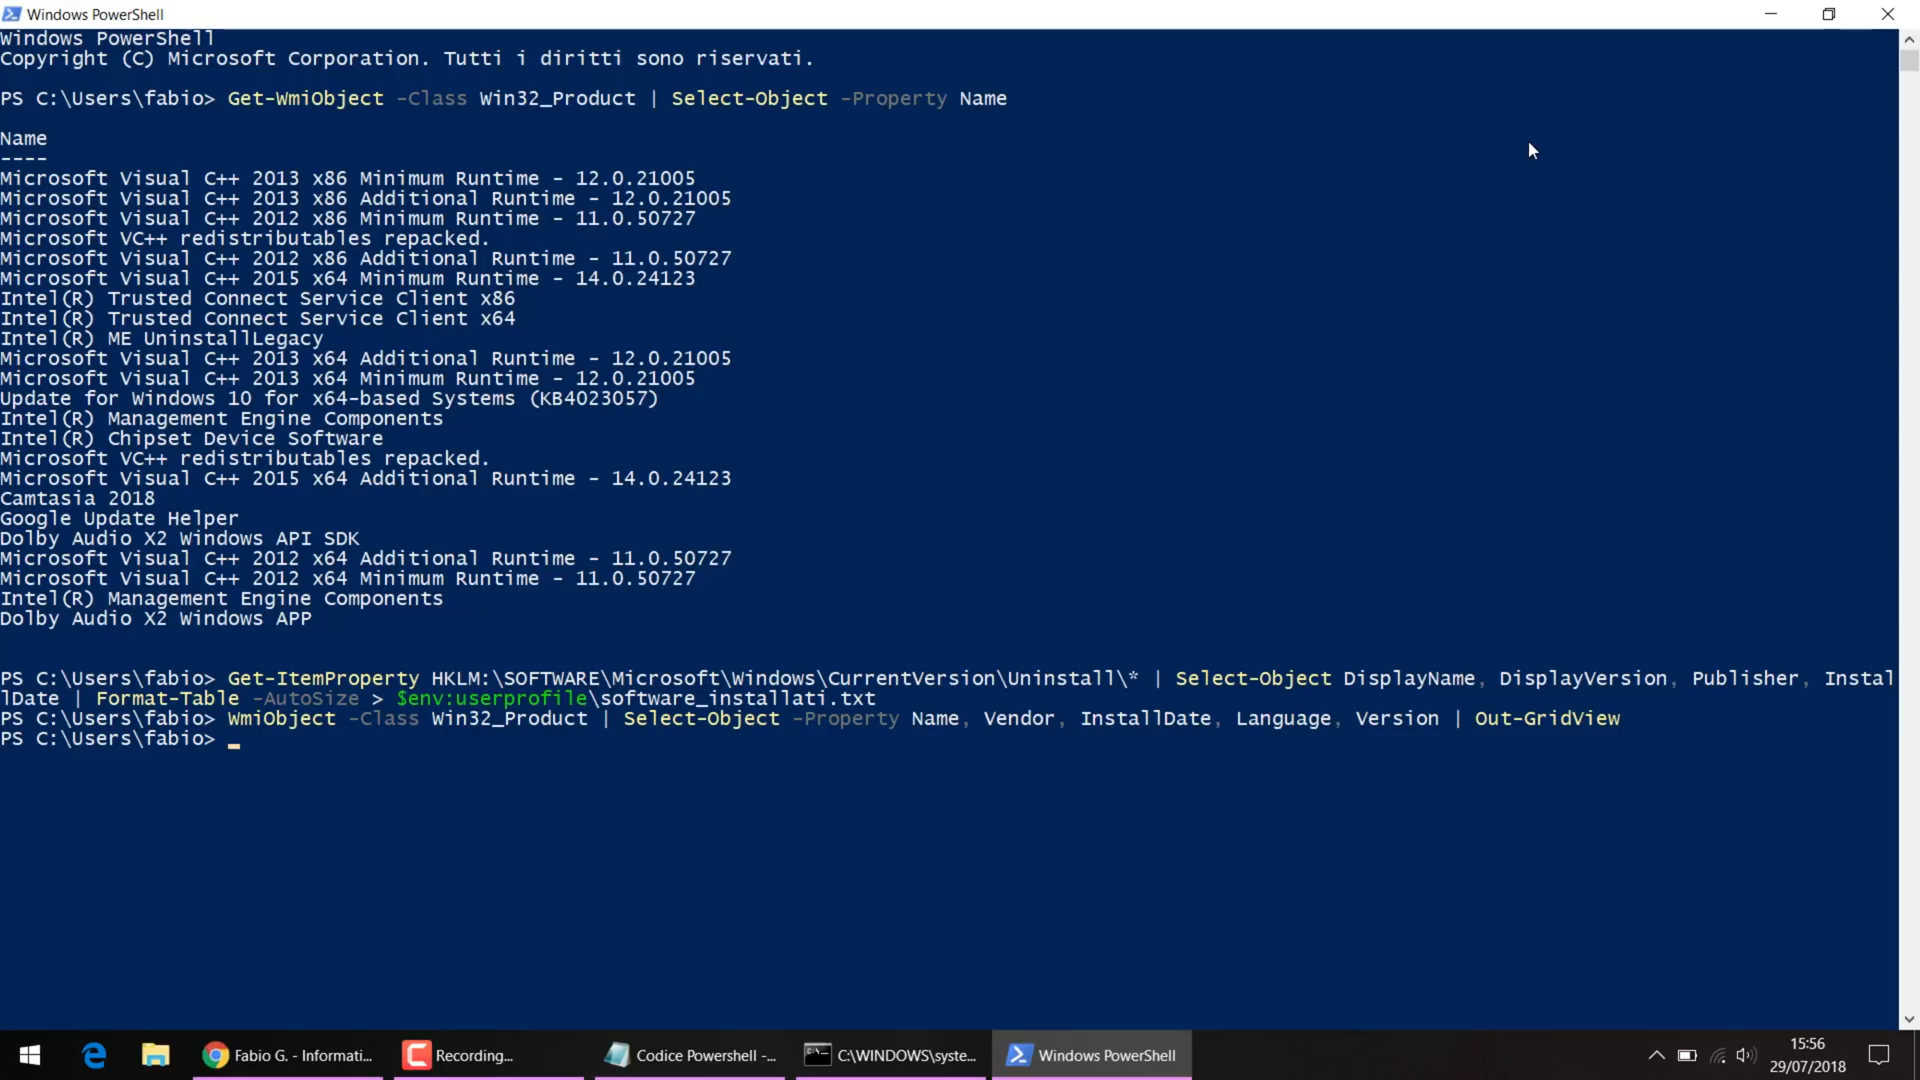 Windows PowerShell
Windows PowerShell
Copyright (C) Microsoft Corporation. Tutti i diritti sono riservati.
PS C:\Users\fabio> Get-WmiObject -Class Win32_Product | Select-Object -Property Name
Name
----
Microsoft Visual C++ 2013 x86 Minimum Runtime - 12.0.21005
Microsoft Visual C++ 2013 x86 Additional Runtime - 12.0.21005
Microsoft Visual C++ 2012 x86 Minimum Runtime - 11.0.50727
Microsoft VC++ redistributables repacked.
Microsoft Visual C++ 2012 x86 Additional Runtime - 11.0.50727
Microsoft Visual C++ 2015 x64 Minimum Runtime - 14.0.24123
Intel(R) Trusted Connect Service Client x86
Intel(R) Trusted Connect Service Client x64
Intel(R) ME UninstallLegacy
Microsoft Visual C++ 2013 x64 Additional Runtime - 12.0.21005
Microsoft Visual C++ 2013 x64 Minimum Runtime - 12.0.21005
Update for Windows 10 for x64-based Systems (KB4023057)
Intel(R) Management Engine Components
Intel(R) Chipset Device Software
Microsoft VC++ redistributables repacked.
Microsoft Visual C++ 2015 x64 Additional Runtime - 14.0.24123
Camtasia 2018
Google Update Helper
Dolby Audio X2 Windows API SDK
Microsoft Visual C++ 2012 x64 Additional Runtime - 11.0.50727
Microsoft Visual C++ 2012 x64 Minimum Runtime - 11.0.50727
Intel(R) Management Engine Components
Dolby Audio X2 Windows APP
PS C:\Users\fabio> Get-ItemProperty HKLM:\SOFTWARE\Microsoft\Windows\CurrentVersion\Uninstall\* | Select-Object DisplayName, DisplayVersion, Publisher, Instal
lDate | Format-Table -AutoSize > $env:userprofile\software_installati.txt
PS C:\Users\fabio> WmiObject -Class Win32_Product | Select-Object -Property Name, Vendor, InstallDate, Language, Version | Out-GridView
PS C:\Users\fabio>
Fabio G. - Informati...
Recording...
Codice Powershell -...
C:\WINDOWS\syste...
Windows PowerShell
15:56
29/07/2018